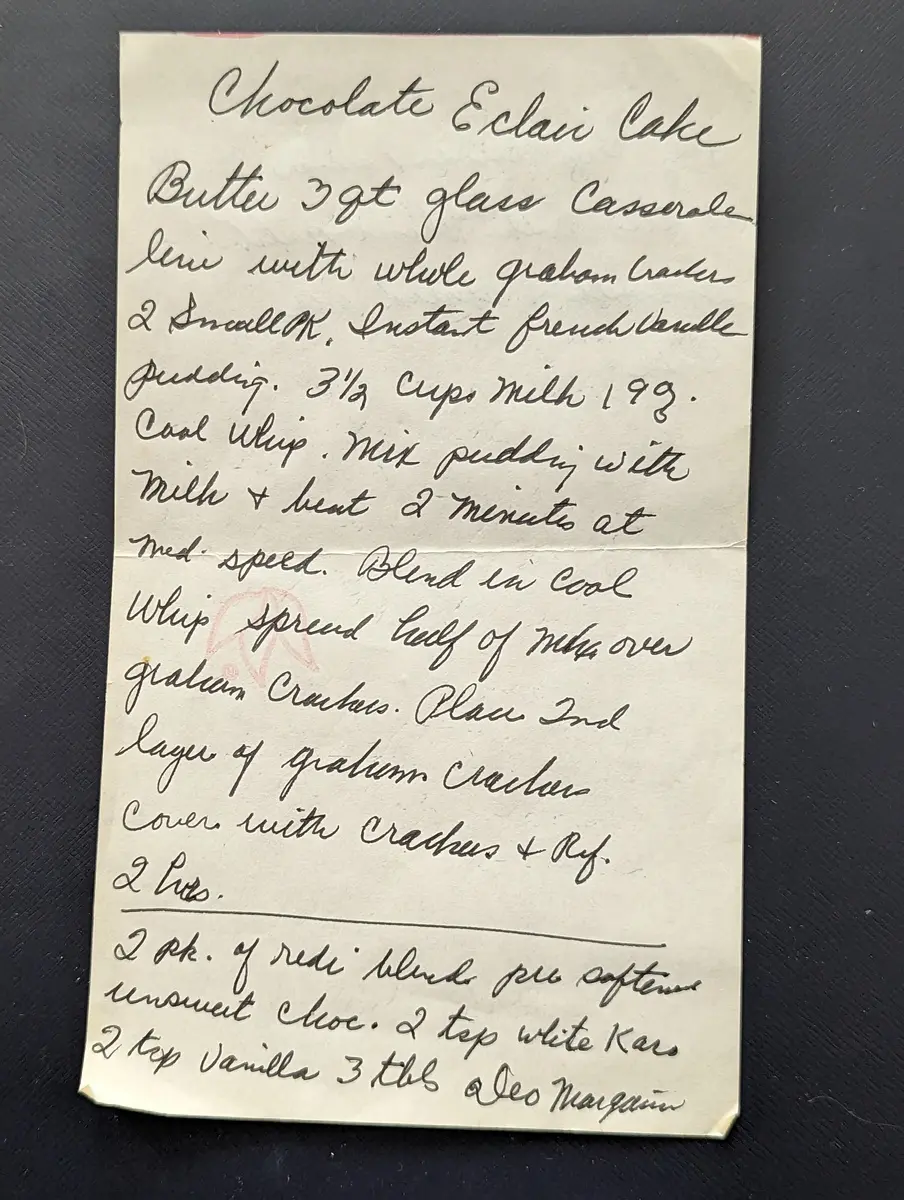 Chocolate Eclair Cake
Butter 3 qt glass Casserole
line with whole graham Crackers
2 Small PK. Instant french Vanilla
pudding. 3 1/2 Cups Milk 1 9 oz.
Cool Whip. Mix pudding with
Milk + beat 2 Minutes at
Med. speed. Blend in Cool
Whip spread half of over
graham Crackers. Place 2nd
layer of graham crackers
Cover with crackers + Ref.
2 hrs.
2 pk. of redi blend pre softened
unsweet Choc. 2 tsp white Karo
2 tsp Vanilla 3 tbls Oleo Margarine